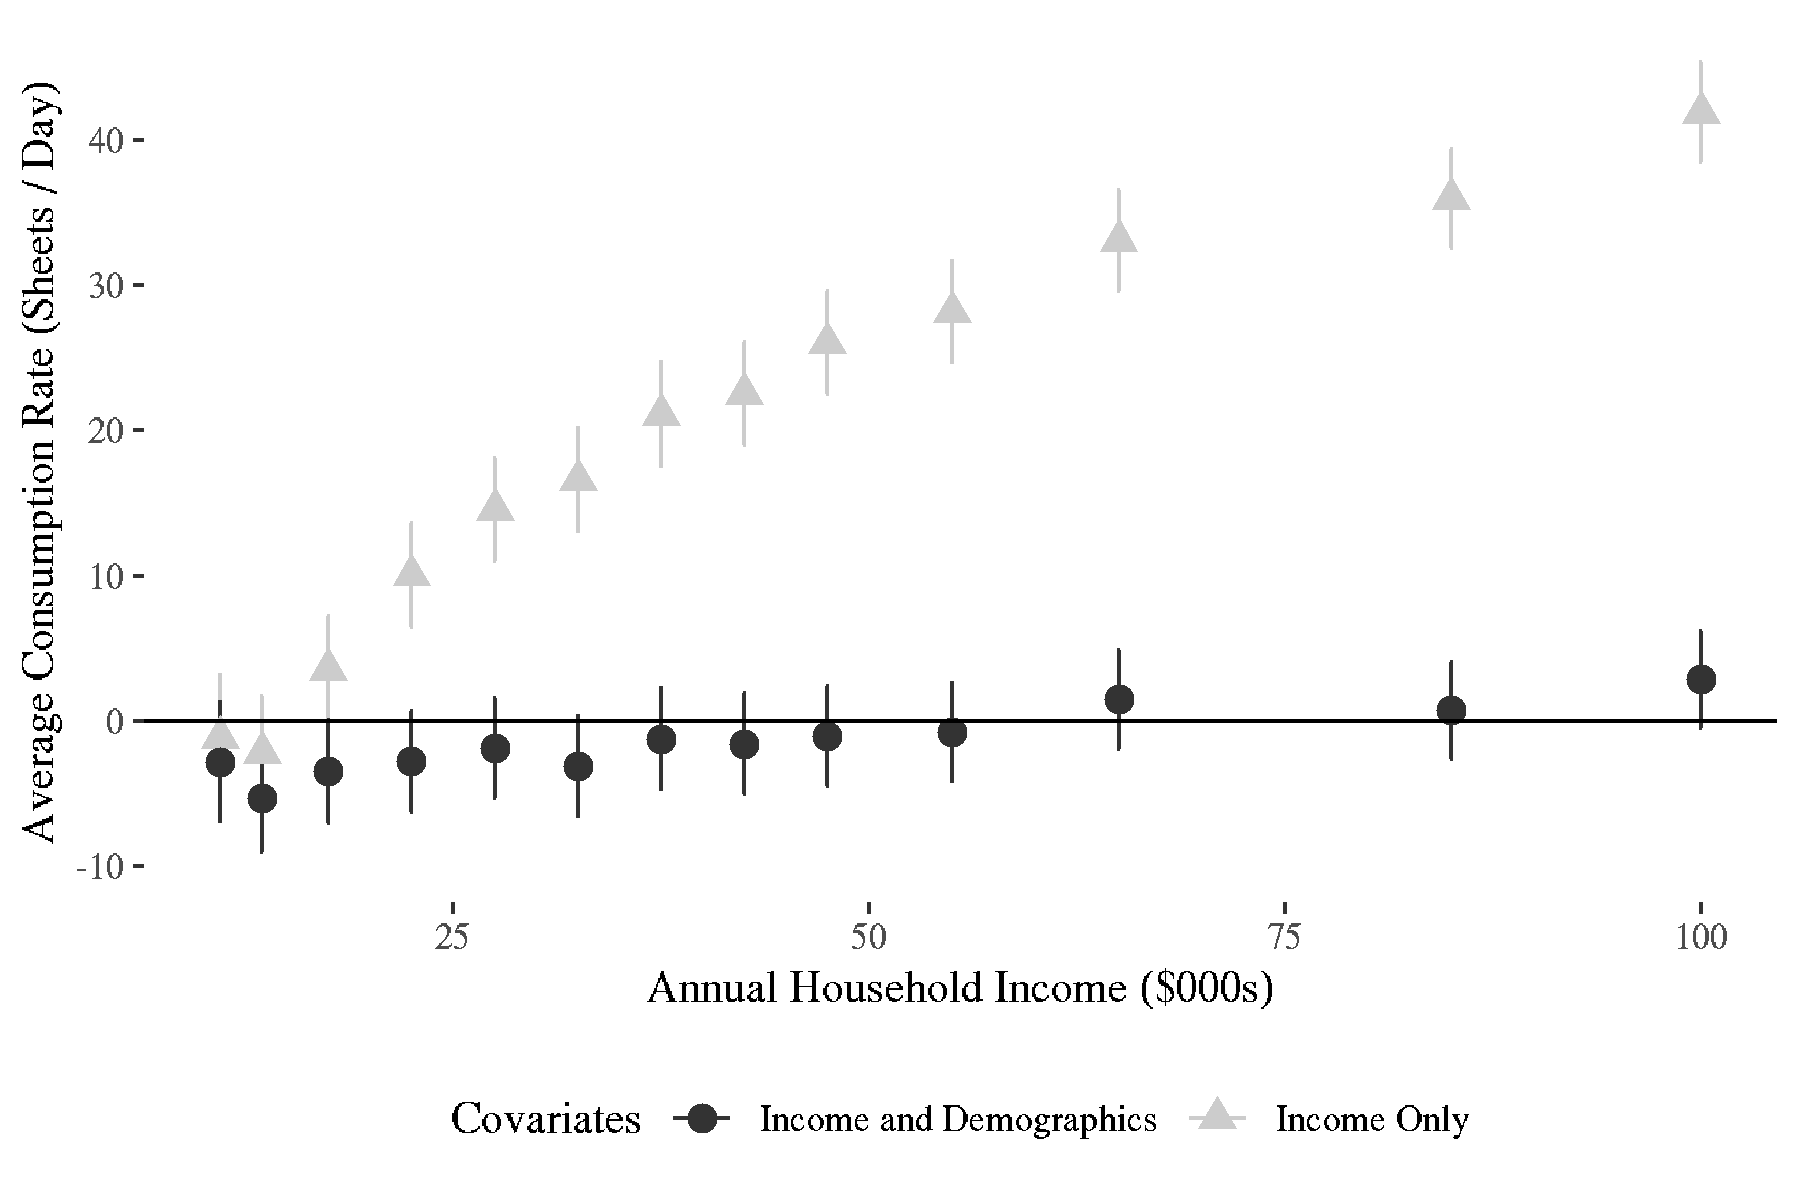 Average Consumption Rate (Sheets / Day)
40
30
20
10
0
-10
25 50 75 100
Annual Household Income ($000s)
Covariates Income and Demographics Income Only